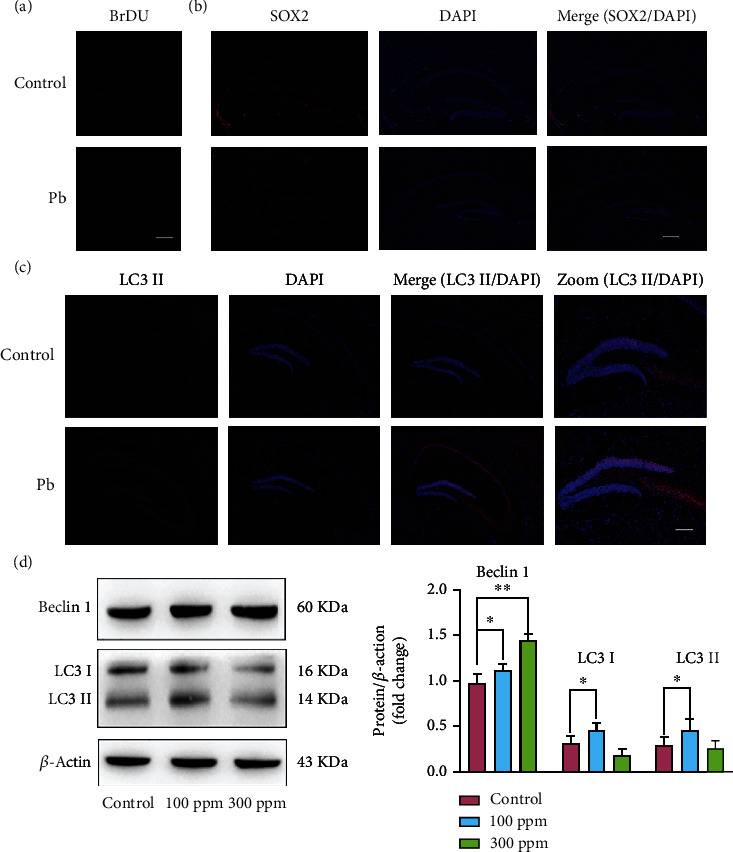 (a)
BrDU
(b)
SOX2
DAPI
Merge (SOX2/DAPI)
Control
Pb
(c)
LC3 II
DAPI
Merge (LC3 II/DAPI)
Zoom (LC3 II/DAPI)
Control
Pb
(d)
Beclin 1
60 KDa
LC3 I
16 KDa
LC3 II
14 KDa
β-Actin
43 KDa
Control
100 ppm
300 ppm
Protein/β-action
(fold change)
2.0
1.5
1.0
0.5
0.0
Beclin 1
**
*
LC3 I
*
LC3 II
*
Control
100 ppm
300 ppm